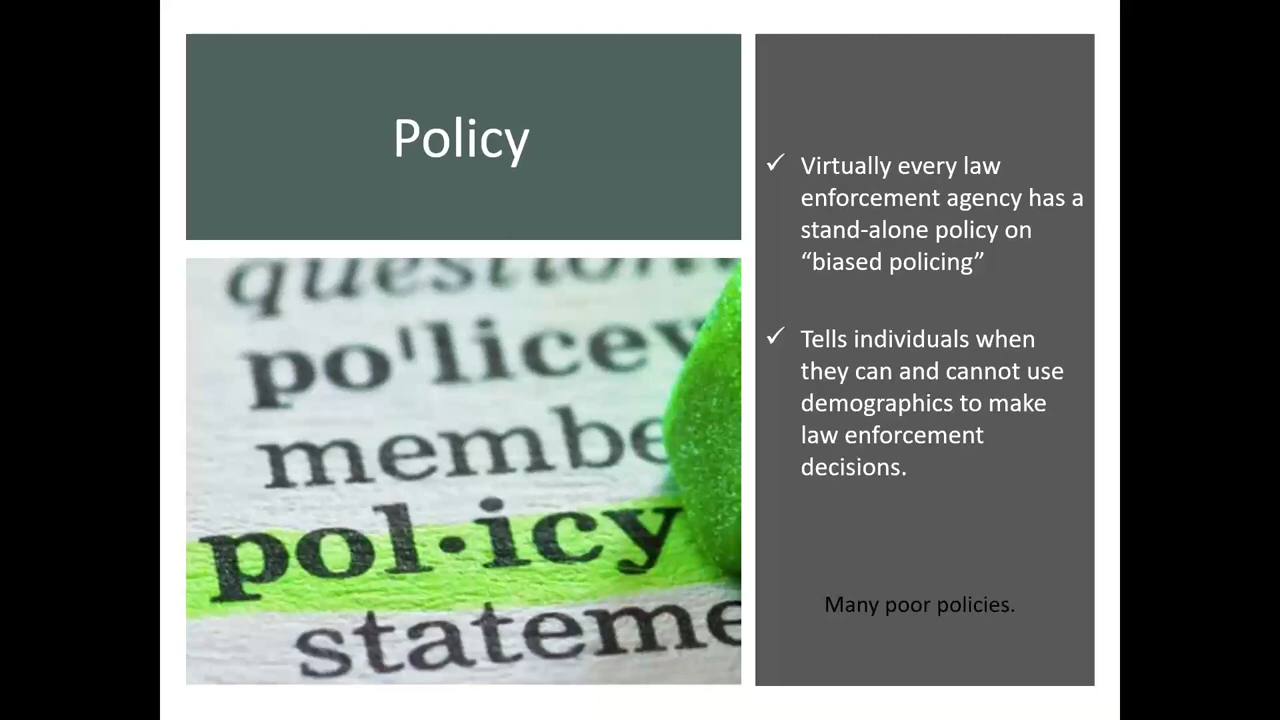 Policy
question
po'licey
membe
pol·icy
stateme
✓ Virtually every law
enforcement agency has a
stand-alone policy on
“biased policing”
✓ Tells individuals when
they can and cannot use
demographics to make
law enforcement
decisions.
Many poor policies.